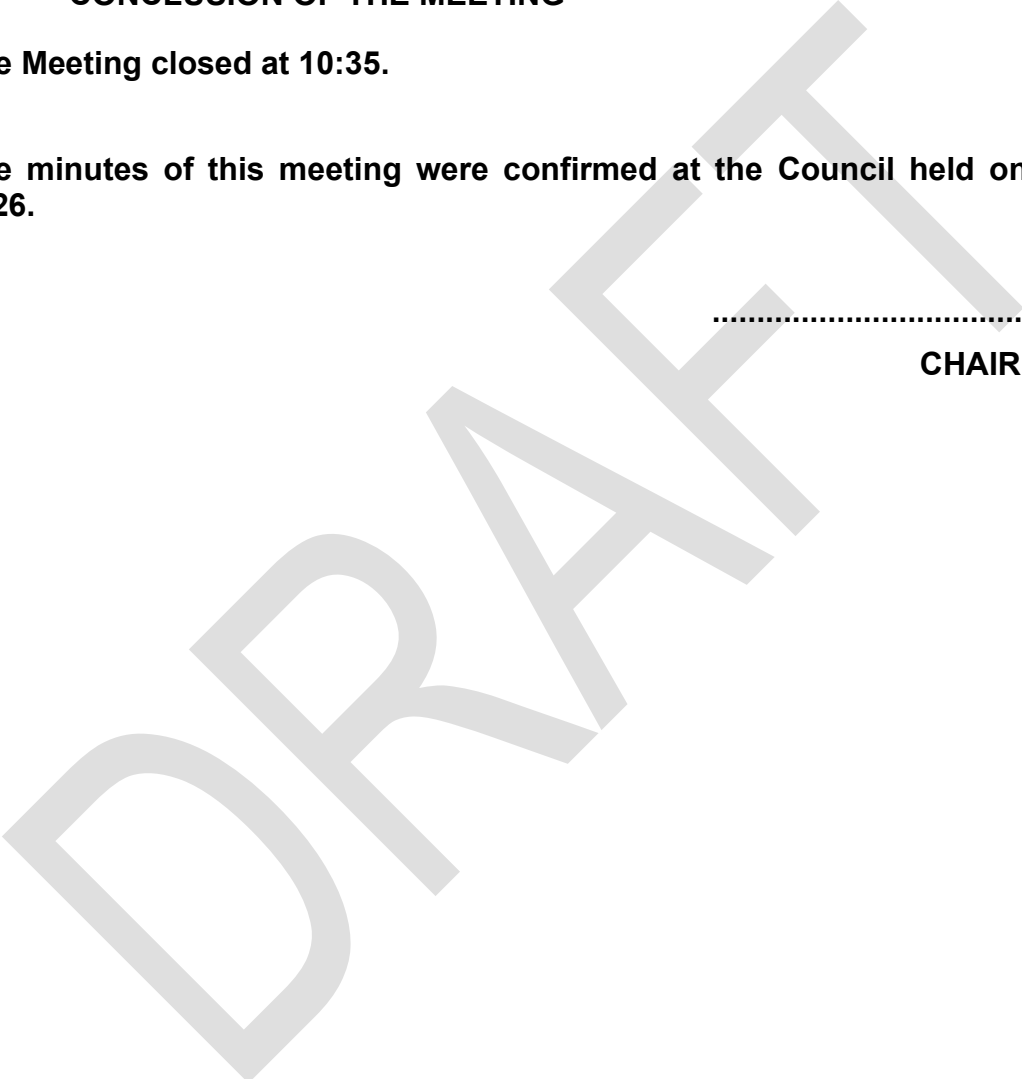 CONCLUSION OF THE MEETING
e Meeting closed at 10:35.
e minutes of this meeting were confirmed at the Council held on
26.
...................................
CHAIR
DRAFT